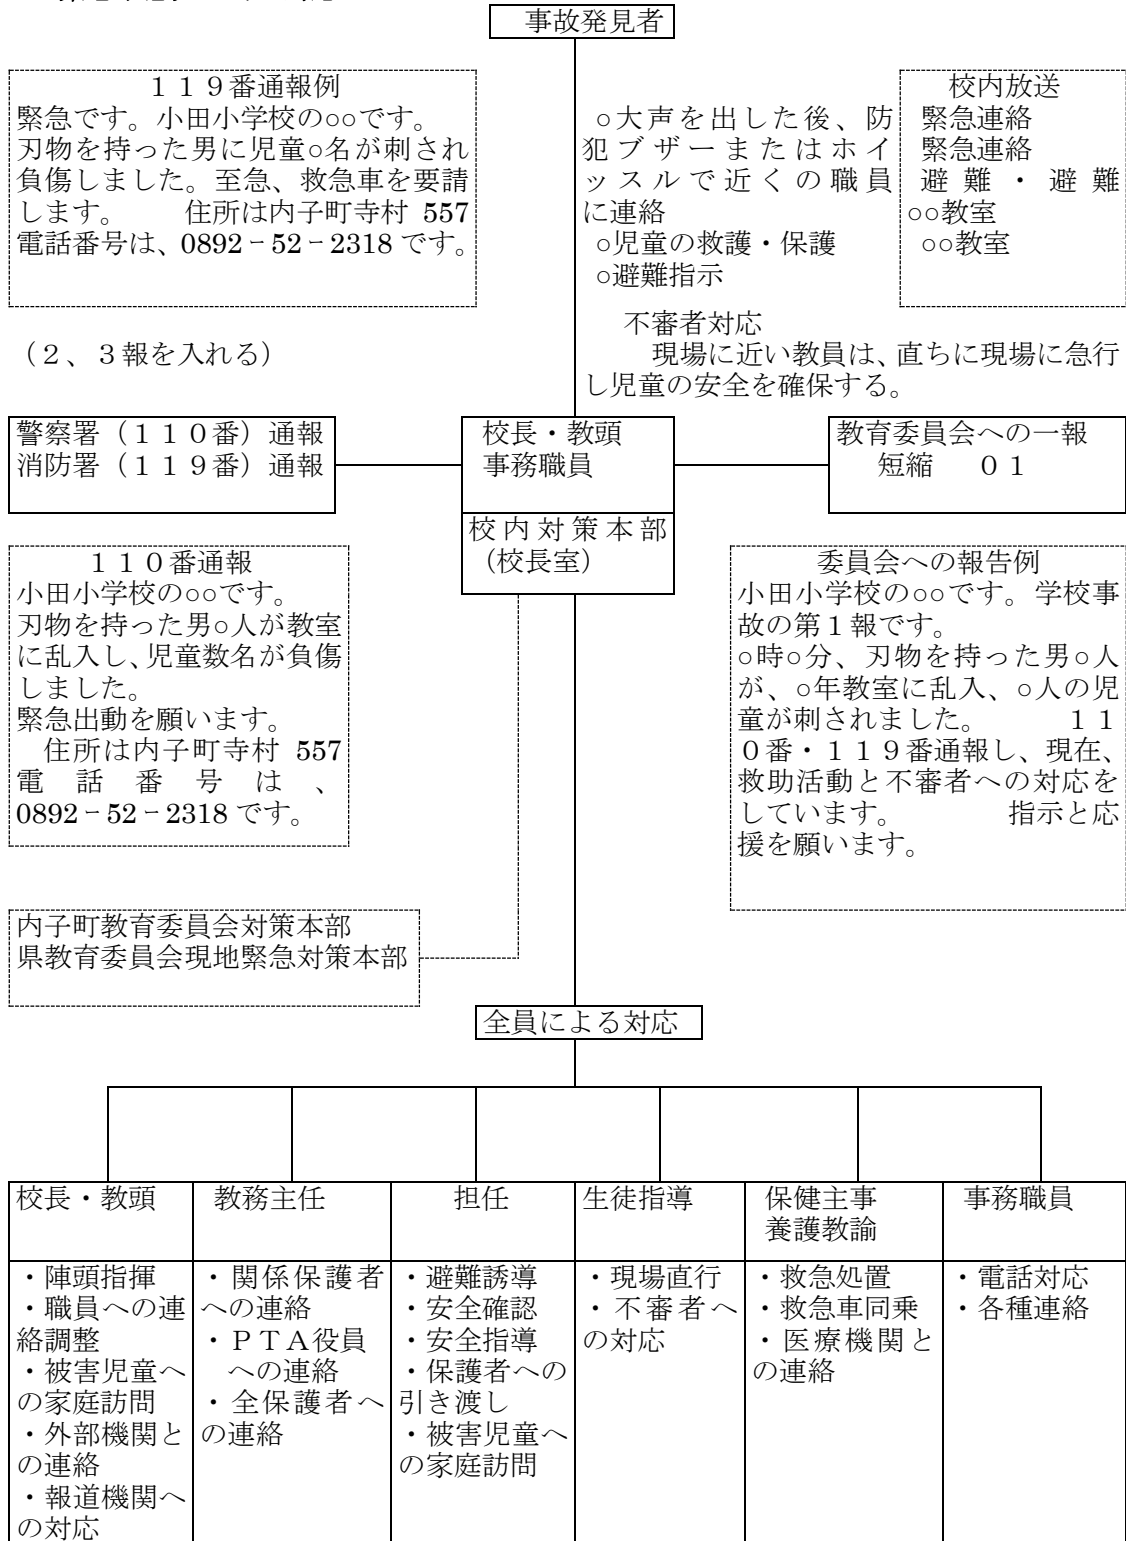 事故発見者
１１９番通報例
緊急です。小田小学校の○○です。
刃物を持った男に児童○名が刺され
負傷しました。至急、救急車を要請
します。　　住所は内子町寺村 557
電話番号は、0892－52－2318 です。
（２、３報を入れる）
○大声を出した後、防
犯ブザーまたはホイ
ッスルで近くの職員
に連絡
○児童の救護・保護
○避難指示
校内放送
緊急連絡
緊急連絡
避難・避難
○○教室
○○教室
不審者対応
現場に近い教員は、直ちに現場に急行
し児童の安全を確保する。
警察署（１１０番）通報
消防署（１１９番）通報
校長・教頭
事務職員
教育委員会への一報
短縮　０１
校内対策本部
（校長室）
１１０番通報
小田小学校の○○です。
刃物を持った男○人が教室
に乱入し、児童数名が負傷
しました。
緊急出動を願います。
住所は内子町寺村 557
電話番号は、
0892－52－2318 です。
委員会への報告例
小田小学校の○○です。学校事
故の第１報です。
○時○分、刃物を持った男○人
が、○年教室に乱入、○人の児
童が刺されました。　　１１
０番・１１９番通報し、現在、
救助活動と不審者への対応を
しています。　　指示と応
援を願います。
内子町教育委員会対策本部
県教育委員会現地緊急対策本部
全員による対応
校長・教頭
・陣頭指揮
・職員への連
絡調整
・被害児童へ
の家庭訪問
・外部機関と
の連絡
・報道機関へ
の対応
教務主任
・関係保護者
への連絡
・ＰＴＡ役員
への連絡
・全保護者へ
の連絡
担任
・避難誘導
・安全確認
・安全指導
・保護者への
引き渡し
・被害児童へ
の家庭訪問
生徒指導
・現場直行
・不審者へ
の対応
保健主事
養護教諭
・救急処置
・救急車同乗
・医療機関と
の連絡
事務職員
・電話対応
・各種連絡